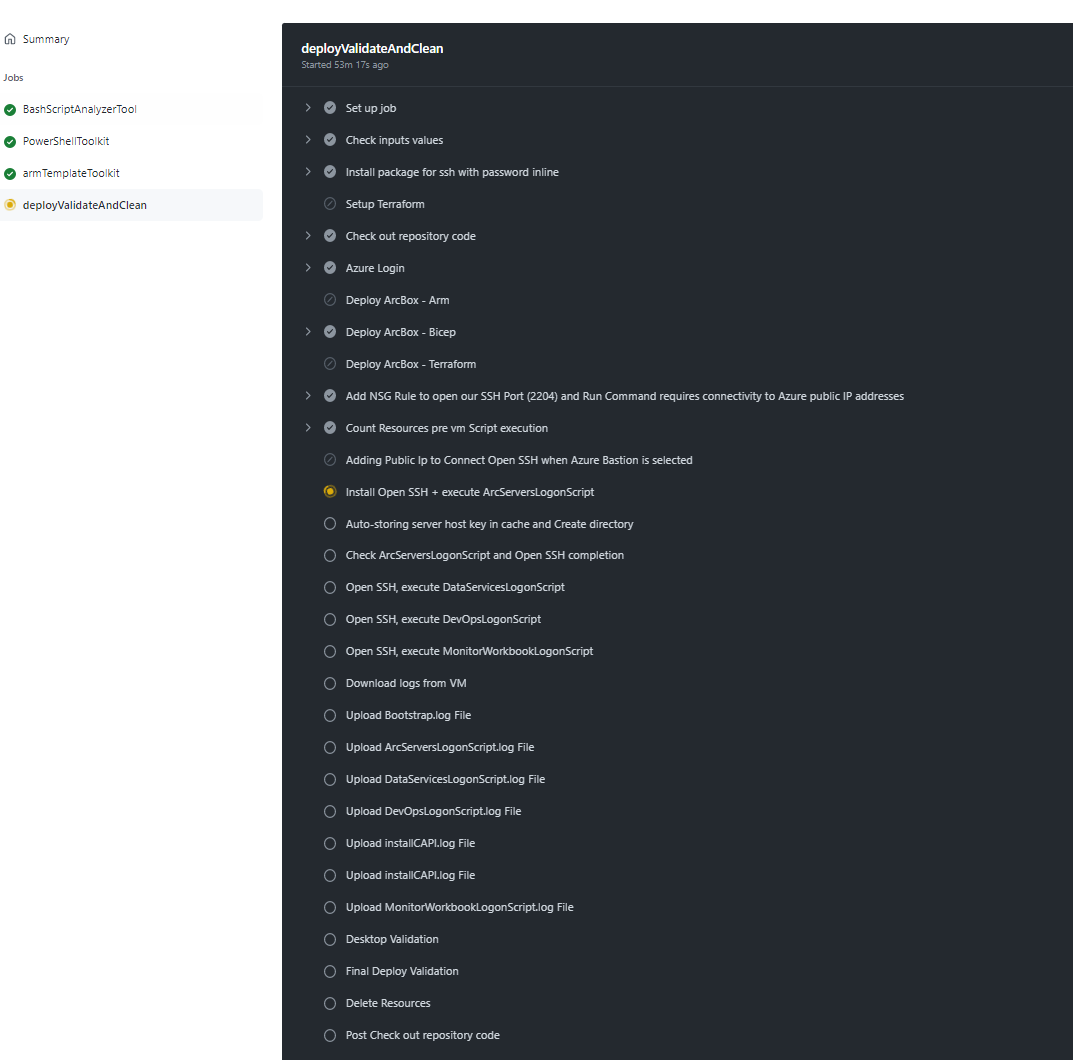 Summary
Jobs
BashScriptAnalyzerTool
PowerShellToolkit
armTemplateToolkit
deployValidateAndClean
deployValidateAndClean
Started 53m 17s ago
Set up job
Check inputs values
Install package for ssh with password inline
Setup Terraform
Check out repository code
Azure Login
Deploy ArcBox - Arm
Deploy ArcBox - Bicep
Deploy ArcBox - Terraform
Add NSG Rule to open our SSH Port (2204) and Run Command requires connectivity to Azure public IP addresses
Count Resources pre vm Script execution
Adding Public Ip to Connect Open SSH when Azure Bastion is selected
Install Open SSH + execute ArcServersLogonScript
Auto-storing server host key in cache and Create directory
Check ArcServersLogonScript and Open SSH completion
Open SSH, execute DataServicesLogonScript
Open SSH, execute DevOpsLogonScript
Open SSH, execute MonitorWorkbookLogonScript
Download logs from VM
Upload Bootstrap.log File
Upload ArcServersLogonScript.log File
Upload DataServicesLogonScript.log File
Upload DevOpsLogonScript.log File
Upload installCAPI.log File
Upload installCAPI.log File
Upload MonitorWorkbookLogonScript.log File
Desktop Validation
Final Deploy Validation
Delete Resources
Post Check out repository code